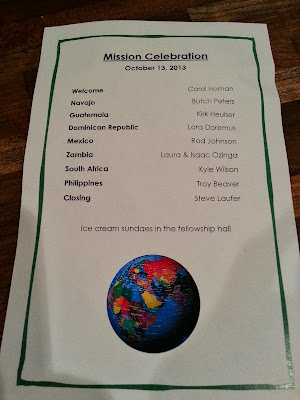 Mission Celebration
October 13, 2013
Welcome Carol Homan
Navajo Butch Peters
Guatemala Kirk Heulser
Dominican Republic Lora Doremus
Mexico Rod Johnson
Zambia Laura & Isaac Ozinga
South Africa Kyle Wilson
Philippines Troy Beaver
Closing Steve Laufer
Ice cream sundaes in the fellowship hall